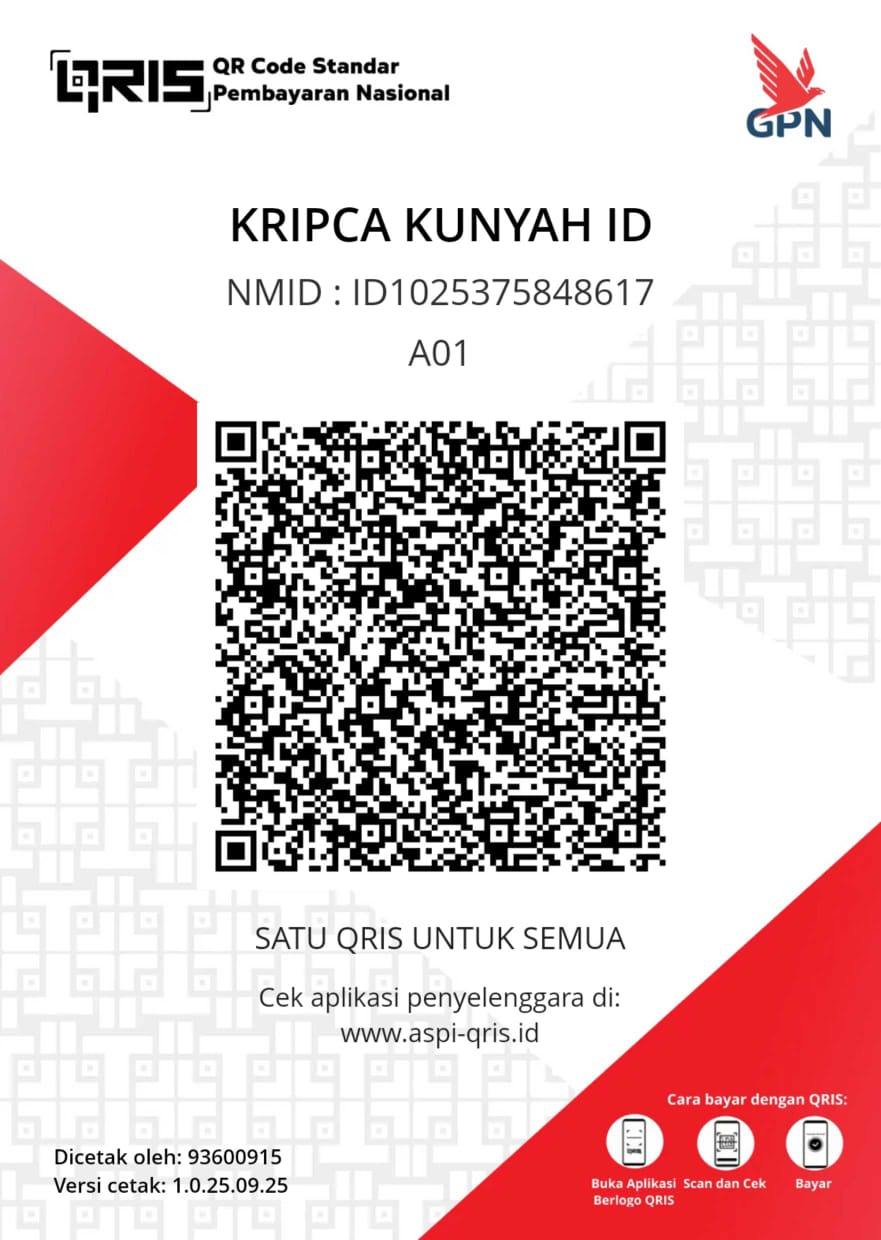 QRIS QR Code Standar
Pembayaran Nasional
GPN
KRIPCA KUNYAH ID
NMID : ID1025375848617
A01
SATU QRIS UNTUK SEMUA
Cek aplikasi penyelenggara di:
www.aspi-qris.id
Cara bayar dengan QRIS:
Buka Aplikasi
Berlogo QRIS
Scan dan Cek
Bayar
Dicetak oleh: 93600915
Versi cetak: 1.0.25.09.25